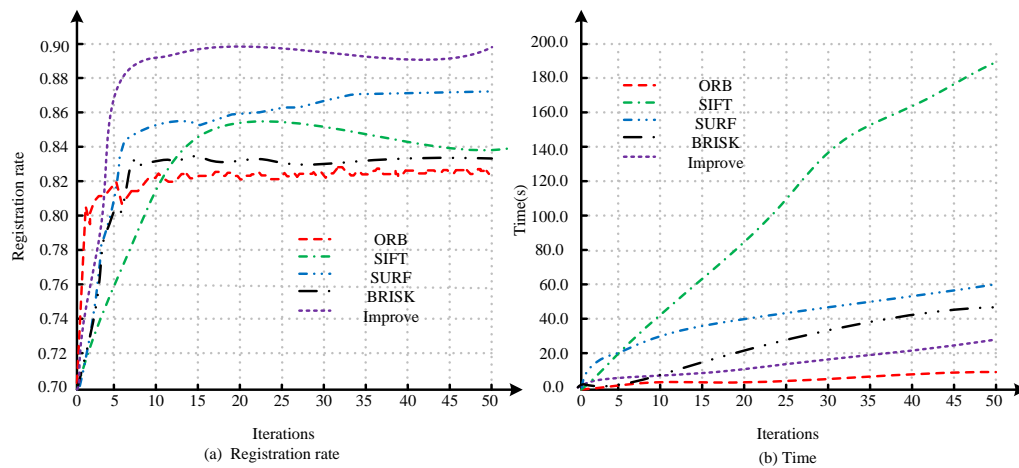 0.90
0.88
0.86
0.84
0.82
0.80
0.78
0.76
0.74
0.72
0.70
Registration rate
ORB
SIFT
SURF
BRISK
Improve
0 5 10 15 20 25 30 35 40 45 50
Iterations
(a) Registration rate
200.0
180.0
160.0
140.0
120.0
100.0
80.0
60.0
40.0
20.0
0.0
Time(s)
ORB
SIFT
SURF
BRISK
Improve
0 5 10 15 20 25 30 35 40 45 50
Iterations
(b) Time